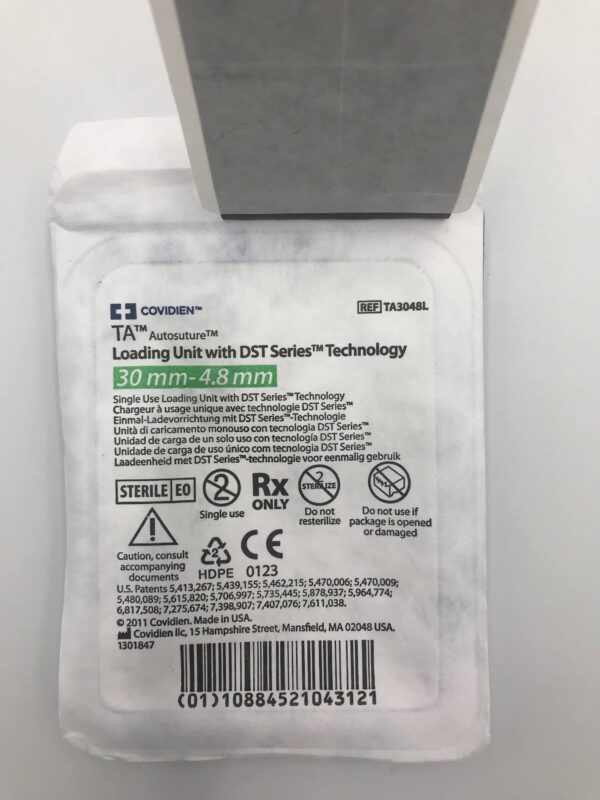 COVIDIEN™
REF TA3048L
TA™ Autosuture™
Loading Unit with DST Series™ Technology
30 mm-4.8 mm
Single Use Loading Unit with DST Series™ Technology
Chargeur à usage unique avec technologie DST Series™
Einmal-Ladevorrichtung mit DST Series™-Technologie
Unità di caricamento monouso con tecnologia DST Series™
Unidad de carga de un solo uso con tecnología DST Series™
Unidade de carga de uso único com tecnologia DST Series™
Laadeenheid met DST Series™-technologie voor eenmalig gebruik
STERILE EO
2
Single use
Rx
ONLY
2
STERILIZE
Do not
resterilize
Do not use if
package is opened
or damaged
Caution, consult
accompanying
documents
2
HDPE
CE
0123
U.S. Patents 5,413,267; 5,439,155; 5,462,215; 5,470,006; 5,470,009;
5,480,089; 5,615,820; 5,706,997; 5,735,445; 5,878,937; 5,964,774;
6,817,508; 7,275,674; 7,398,907; 7,407,076; 7,611,038.
© 2011 Covidien. Made in USA.
Covidien llc, 15 Hampshire Street, Mansfield, MA 02048 USA.
1301847
(01)10884521043121